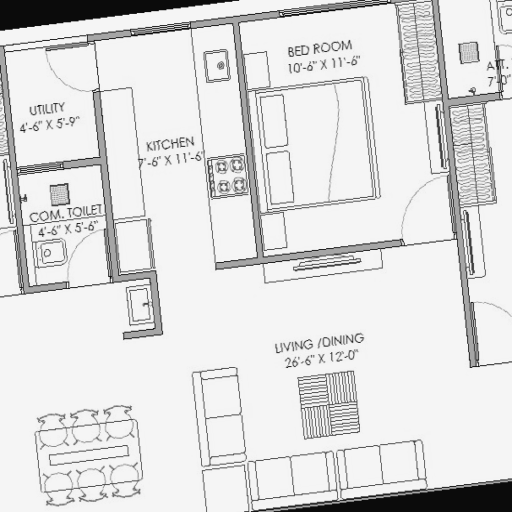 BED ROOM
10'-6" X 11'-6"
ATT.
7'-0"
UTILITY
4'-6" X 5'-9"
KITCHEN
7'-6" X 11'-6"
COM. TOILET
4'-6" X 5'-6"
LIVING /DINING
26'-6" X 12'-0"